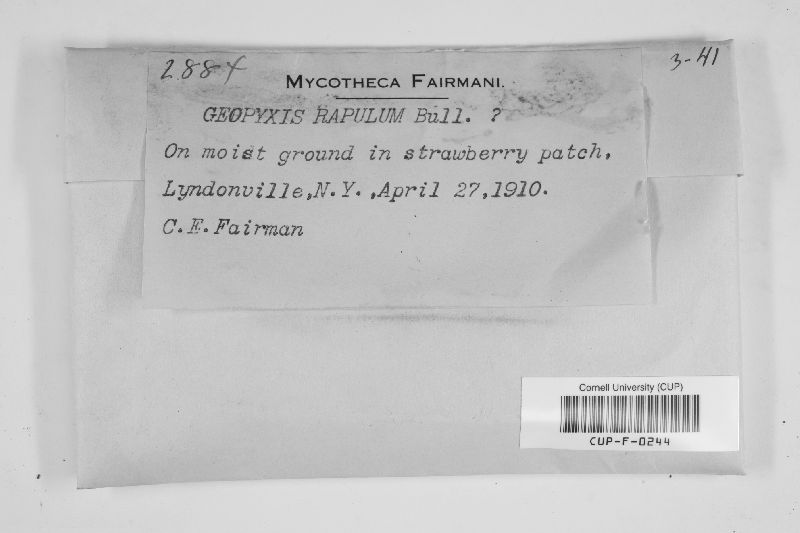 2884
3-41
MYCOTHECA FAIRMANI.
GEOPYXIS RAPULUM Bull. ?
On moist ground in strawberry patch,
Lyndonville,N.Y.,April 27,1910.
C.E.Fairman
Cornell University (CUP)
CUP-F-0244